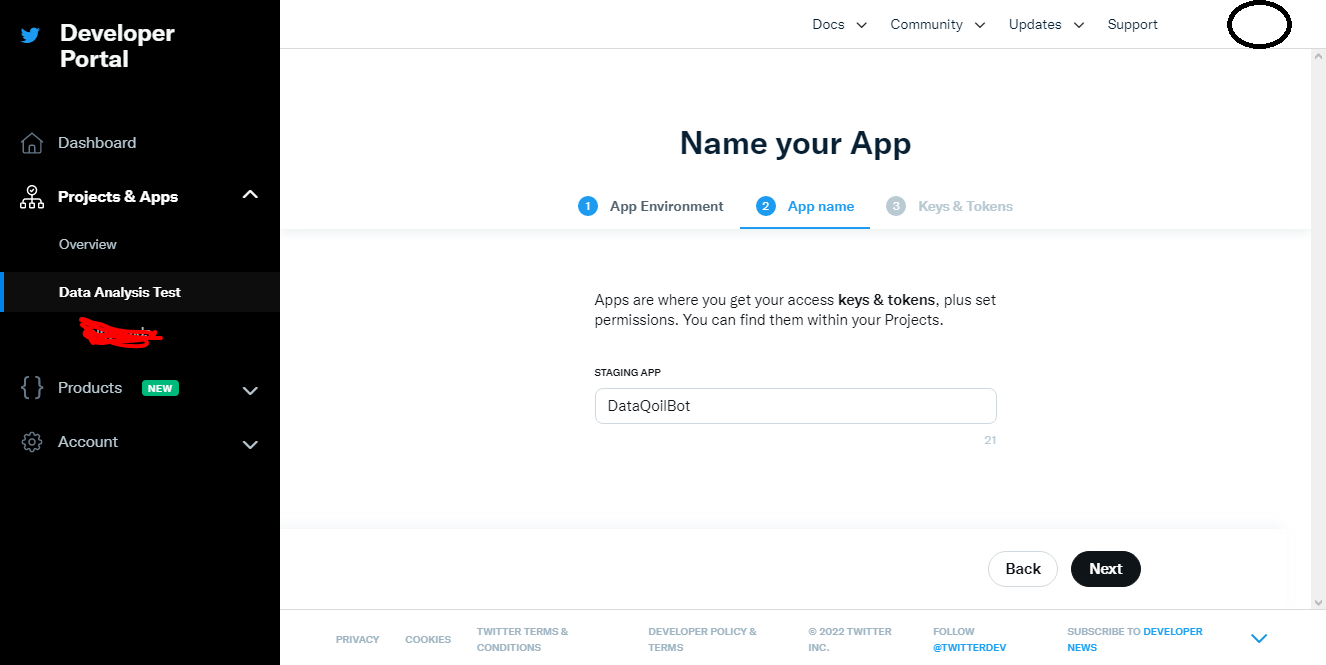 Developer
Portal
Docs
Community
Updates
Support
Dashboard
Projects & Apps
Overview
Data Analysis Test
Products NEW
Account
Name your App
1 App Environment
2 App name
3 Keys & Tokens
Apps are where you get your access keys & tokens, plus set
permissions. You can find them within your Projects.
STAGING APP
DataQoilBot
21
Back
Next
PRIVACY
COOKIES
TWITTER TERMS &
CONDITIONS
DEVELOPER POLICY &
TERMS
© 2022 TWITTER
INC.
FOLLOW
@TWITTERDEV
SUBSCRIBE TO DEVELOPER
NEWS